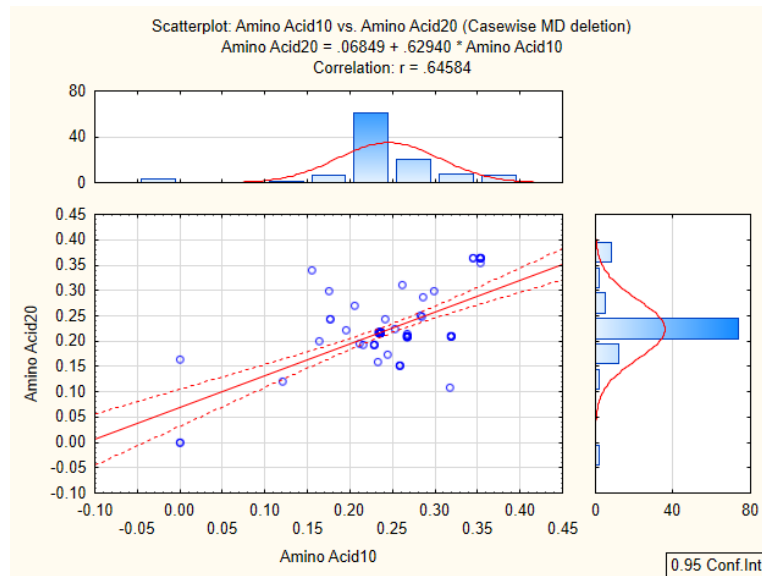 Scatterplot: Amino Acid10 vs. Amino Acid20 (Casewise MD deletion)
Amino Acid20 = .06849 + .62940 * Amino Acid10
Correlation: r = .64584
80
40
0
0.45
0.40
0.35
0.30
0.25
0.20
0.15
0.10
0.05
0.00
-0.05
-0.10
Amino Acid20
-0.10 0.00 0.10 0.20 0.30 0.40
-0.05 0.05 0.15 0.25 0.35 0.45
Amino Acid10
0 40 80
0.95 Conf.Int